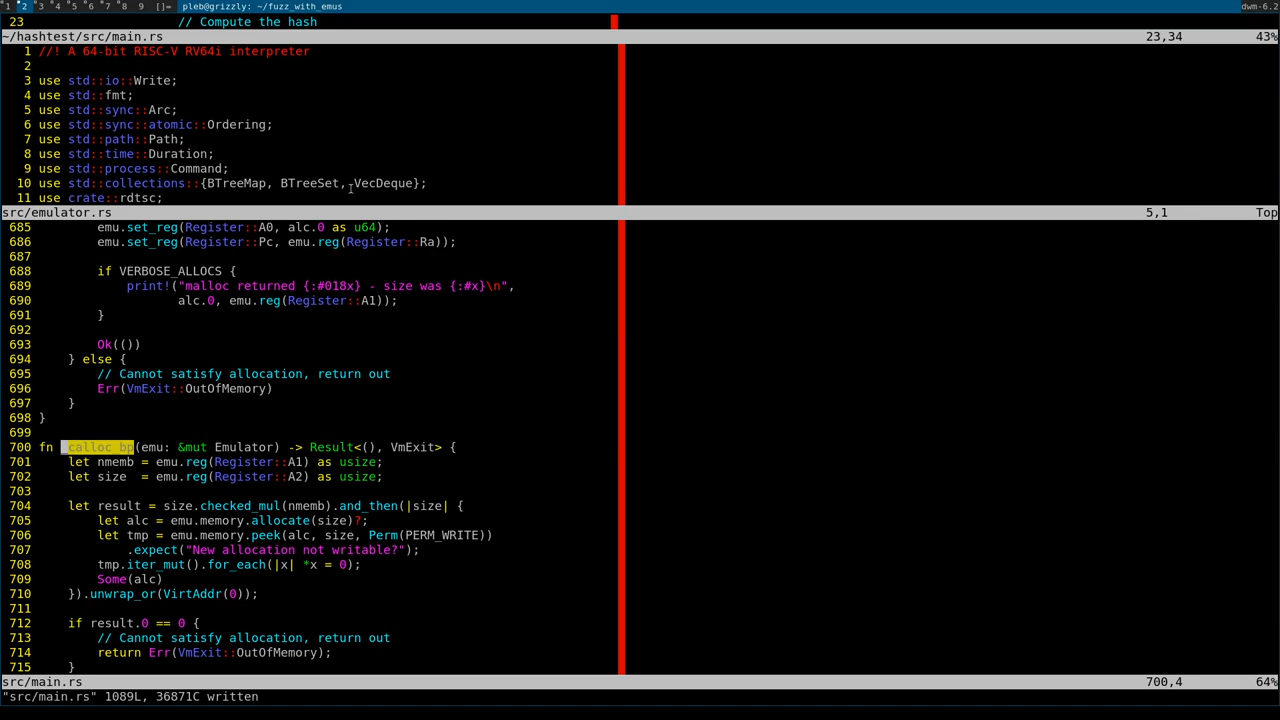 1 2 3 4 5 6 7 8 9 []= pleb@grizzly: ~/fuzz_with_emus dwm-6.2
23 // Compute the hash
~/hashtest/src/main.rs 23,34 43%
1 //! A 64-bit RISC-V RV64i interpreter
2
3 use std::io::Write;
4 use std::fmt;
5 use std::sync::Arc;
6 use std::sync::atomic::Ordering;
7 use std::path::Path;
8 use std::time::Duration;
9 use std::process::Command;
10 use std::collections::{BTreeMap, BTreeSet, VecDeque};
11 use crate::rdtsc;
src/emulator.rs 5,1 Top
685 emu.set_reg(Register::A0, alc.0 as u64);
686 emu.set_reg(Register::Pc, emu.reg(Register::Ra));
687
688 if VERBOSE_ALLOCS {
689 print!("malloc returned {:#018x} - size was {:#x}\n",
690 alc.0, emu.reg(Register::A1));
691 }
692
693 Ok(())
694 } else {
695 // Cannot satisfy allocation, return out
696 Err(VmExit::OutOfMemory)
697 }
698 }
699
700 fn _calloc_bp(emu: &mut Emulator) -> Result<(), VmExit> {
701 let nmemb = emu.reg(Register::A1) as usize;
702 let size = emu.reg(Register::A2) as usize;
703
704 let result = size.checked_mul(nmemb).and_then(|size| {
705 let alc = emu.memory.allocate(size)?;
706 let tmp = emu.memory.peek(alc, size, Perm(PERM_WRITE))
707 .expect("New allocation not writable?");
708 tmp.iter_mut().for_each(|x| *x = 0);
709 Some(alc)
710 }).unwrap_or(VirtAddr(0));
711
712 if result.0 == 0 {
713 // Cannot satisfy allocation, return out
714 return Err(VmExit::OutOfMemory);
715 }
src/main.rs 700,4 64%
"src/main.rs" 1089L, 36871C written